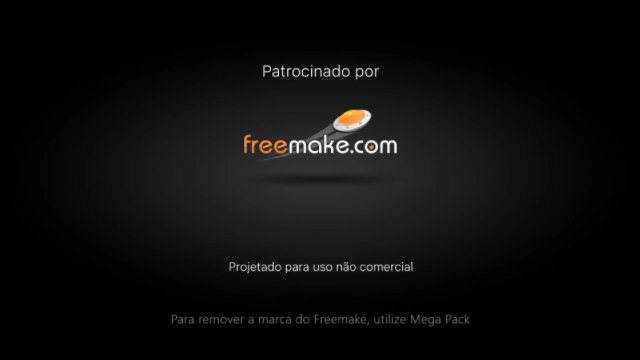 Patrocinado por
freemake.com
Projetado para uso não comercial
Para remover a marca do Freemake, utilize Mega Pack